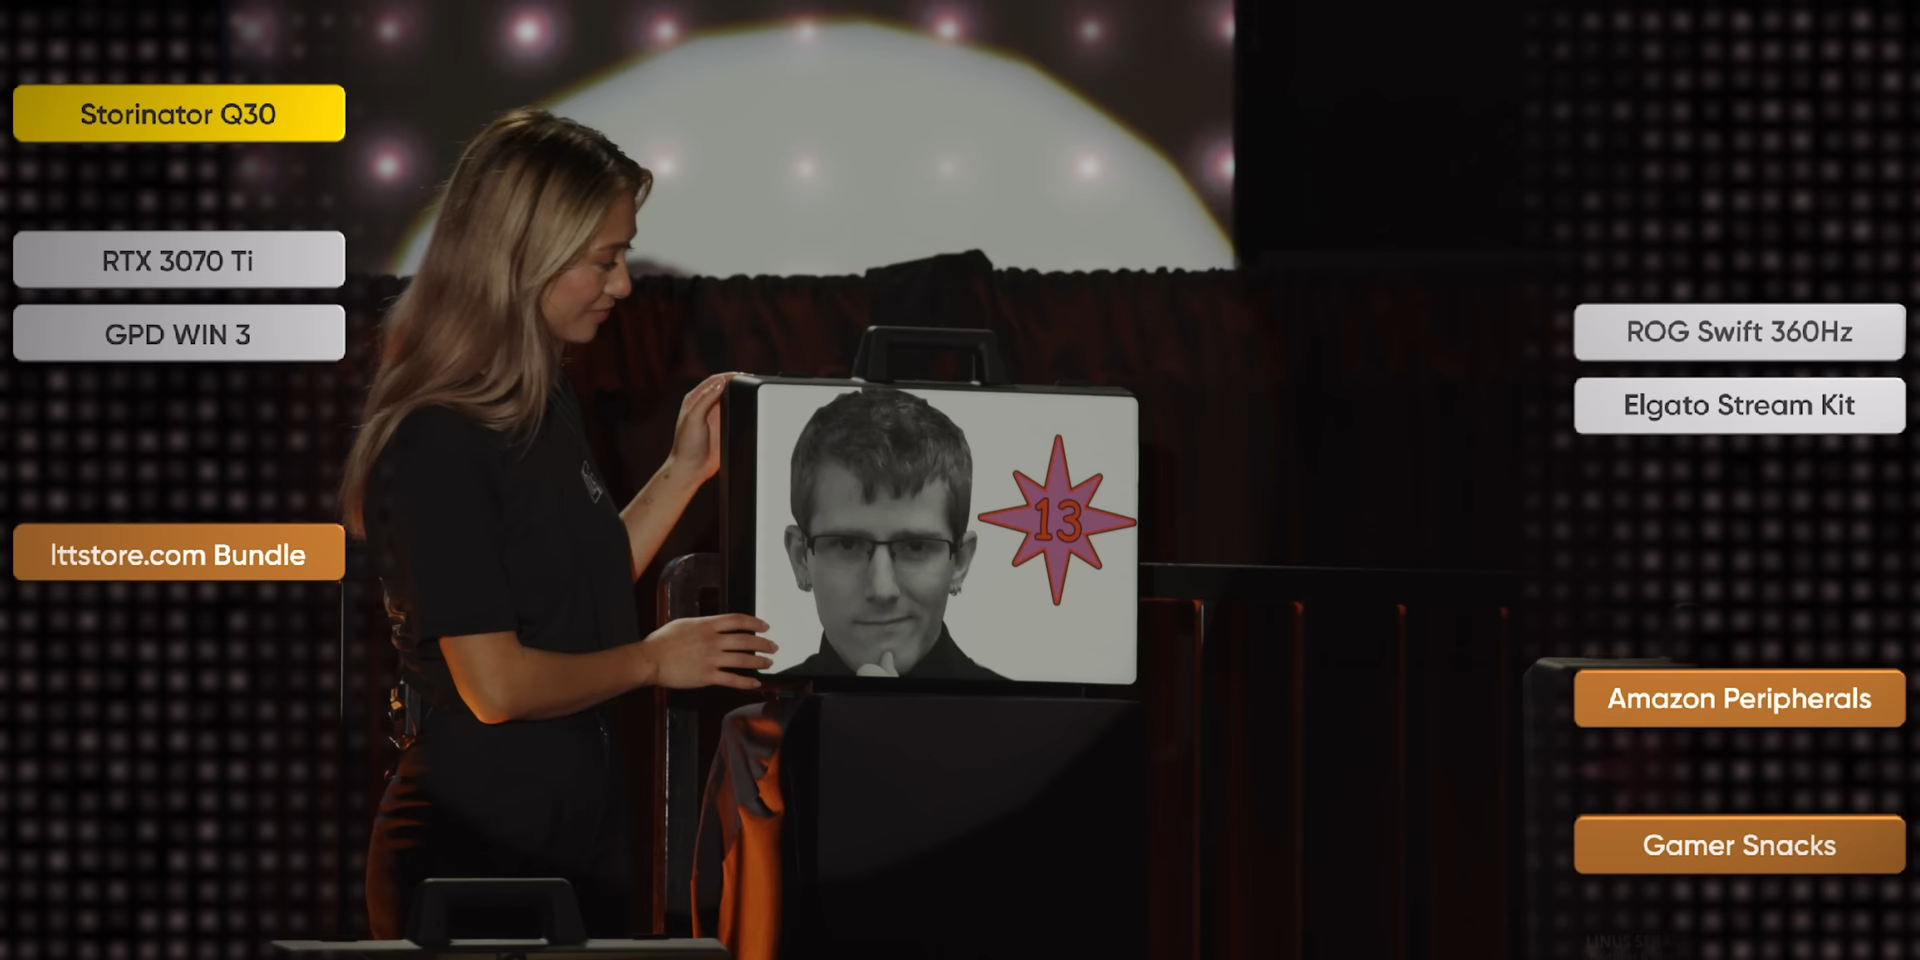 Storinator Q30
RTX 3070 Ti
GPD WIN 3
lttstore.com Bundle
13
ROG Swift 360Hz
Elgato Stream Kit
Amazon Peripherals
Gamer Snacks